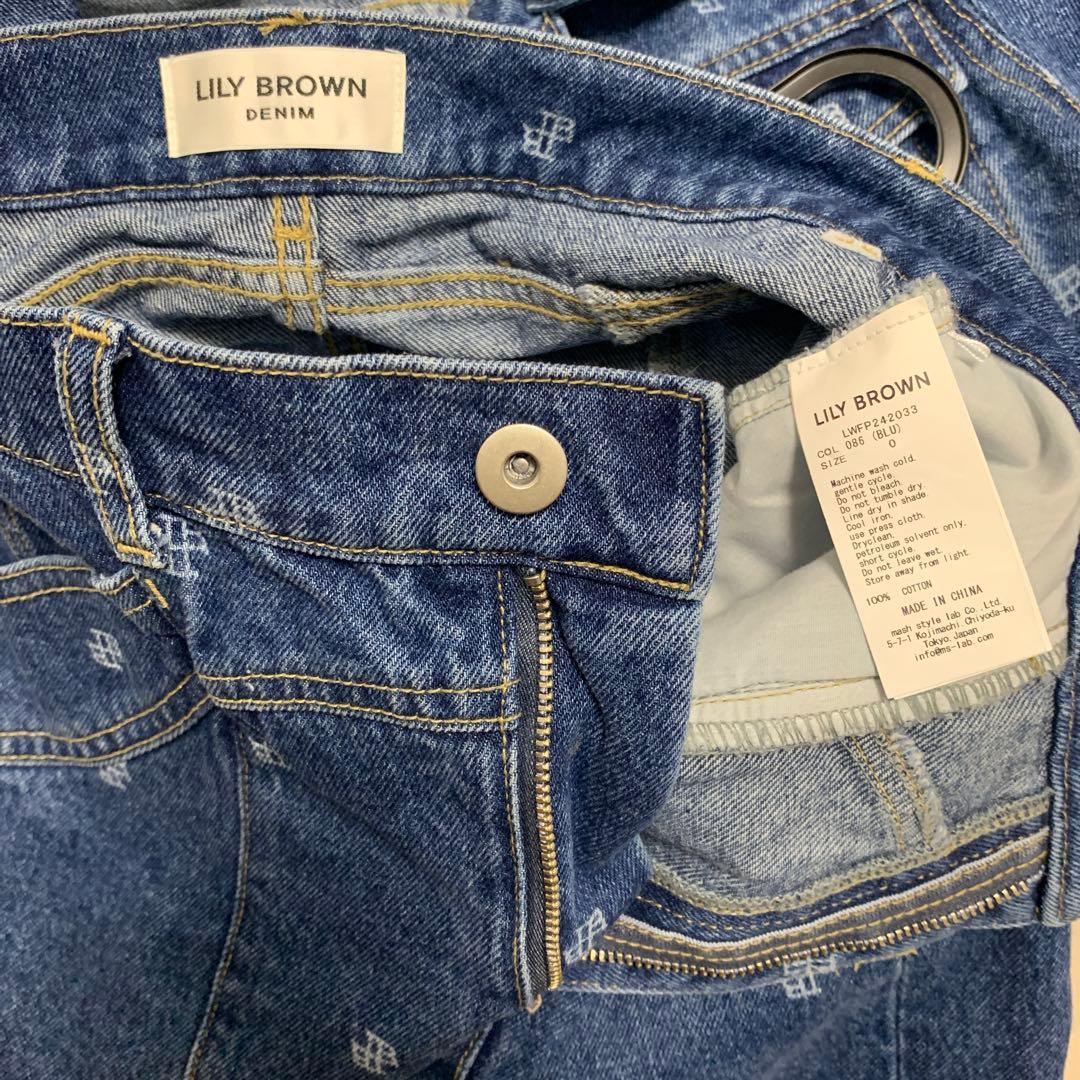 LILY BROWN
DENIM
LILY BROWN
LWFP242033
COL 086 (BLU)
SIZE 0
Machine wash cold.
gentle cycle.
Do not bleach.
Do not tumble dry.
Line dry in shade.
Cool iron.
use press cloth.
Dryclean.
petroleum solvent only.
short cycle.
Do not leave wet.
Store away from light.
100% COTTON
MADE IN CHINA
mash style lab Co.,Ltd.
5-7-1 Kojimachi.Chiyoda-ku
Tokyo.Japan
info@ms-lab.com